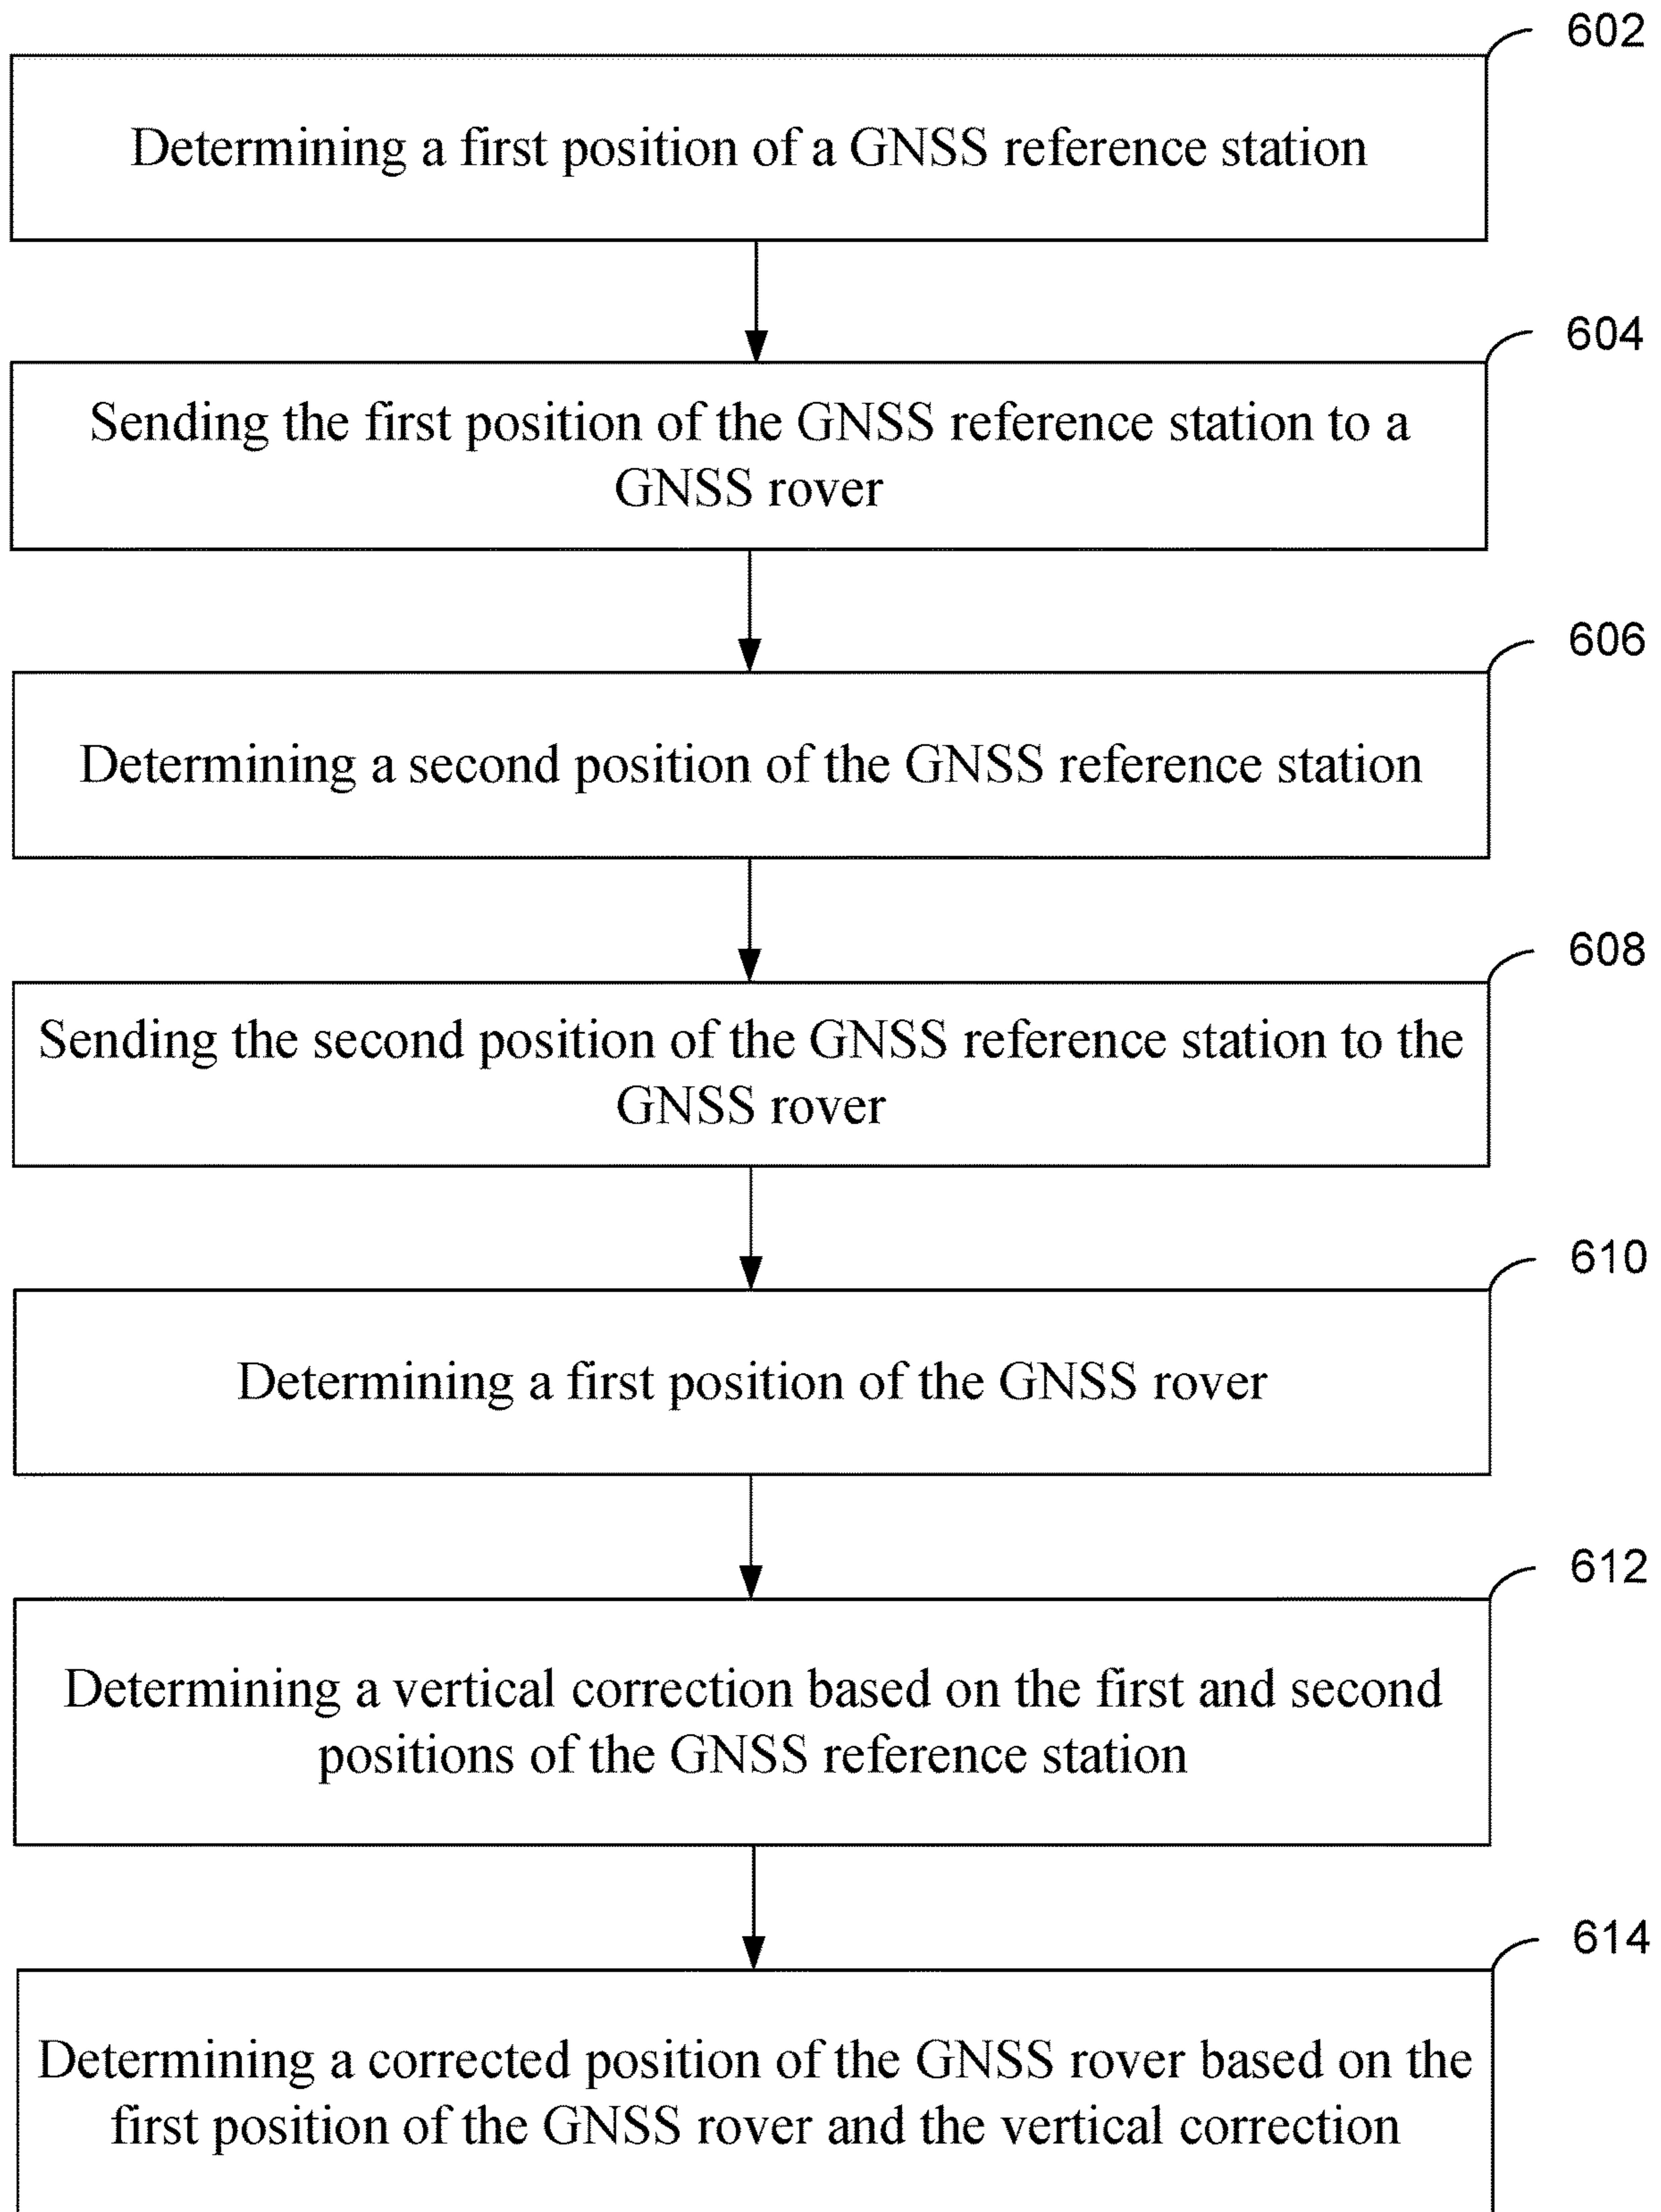 602
Determining a first position of a GNSS reference station
604
Sending the first position of the GNSS reference station to a
GNSS rover
606
Determining a second position of the GNSS reference station
608
Sending the second position of the GNSS reference station to the
GNSS rover
610
Determining a first position of the GNSS rover
612
Determining a vertical correction based on the first and second
positions of the GNSS reference station
614
Determining a corrected position of the GNSS rover based on the
first position of the GNSS rover and the vertical correction